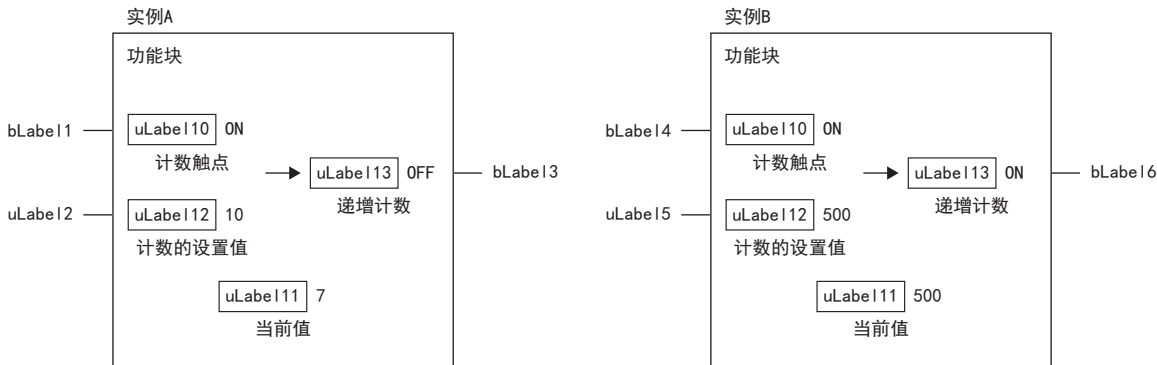 实例A
功能块
bLabel1
uLabel10 ON
计数触点
uLabel13 OFF
bLabel3
递增计数
uLabel2
uLabel12 10
计数的设置值
uLabel11 7
当前值
实例B
功能块
bLabel4
uLabel10 ON
计数触点
uLabel13 ON
bLabel6
递增计数
uLabel5
uLabel12 500
计数的设置值
uLabel11 500
当前值